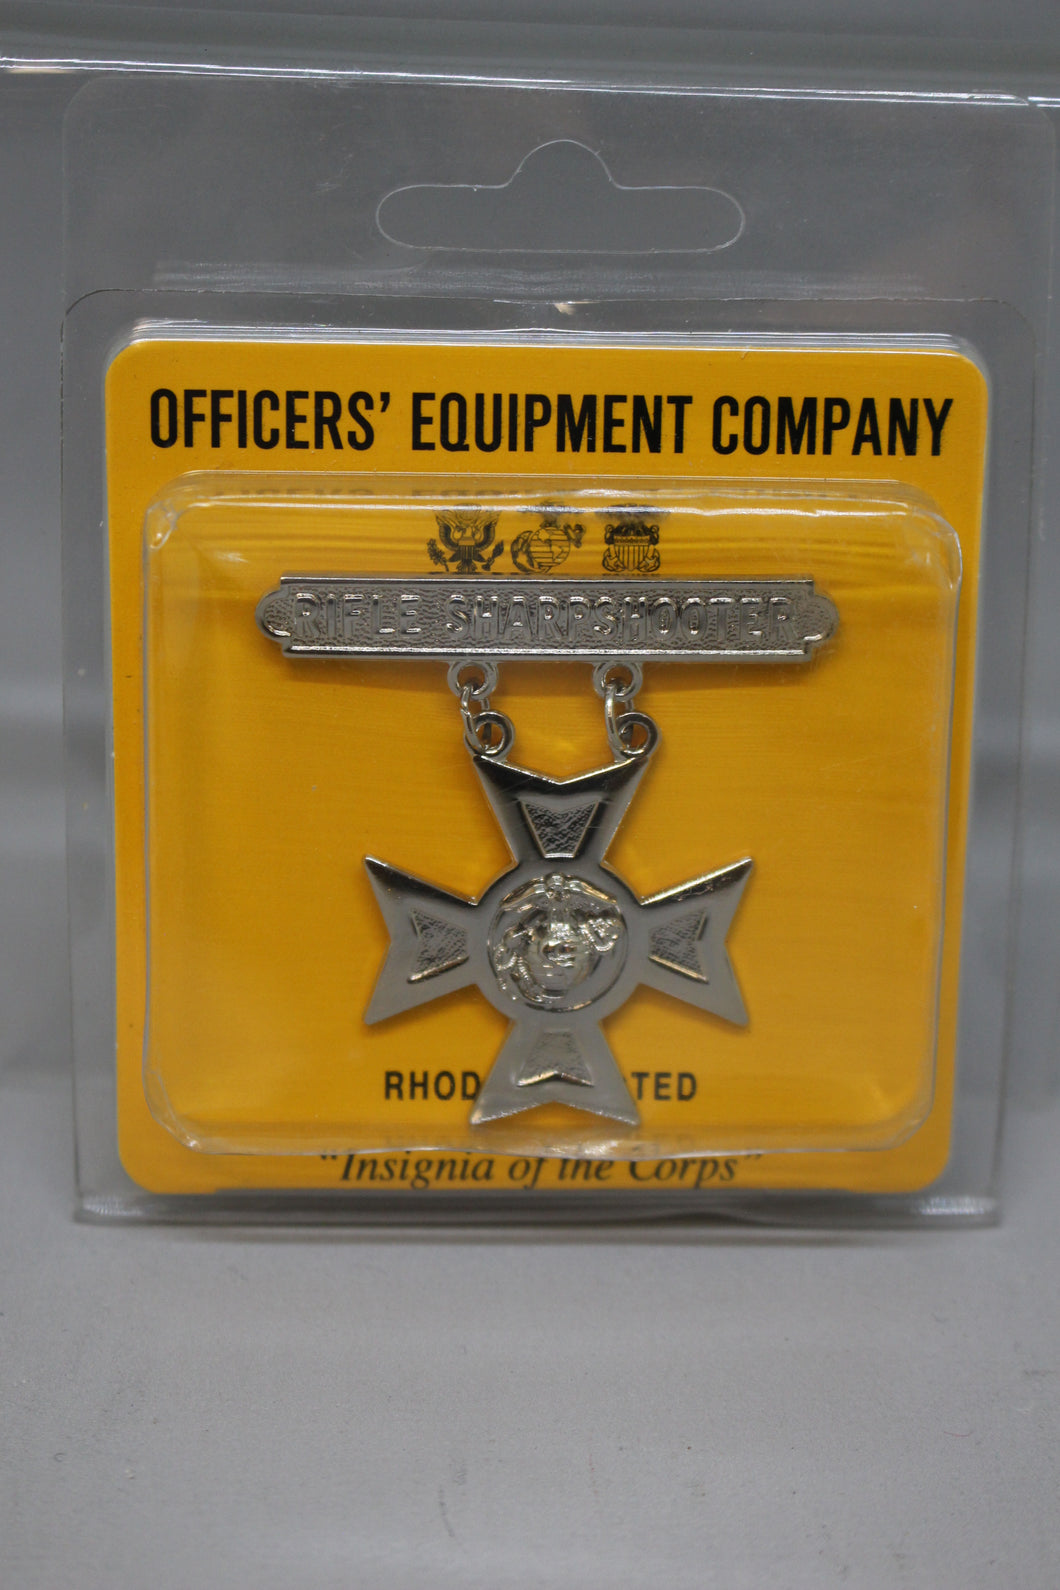 OFFICERS' EQUIPMENT COMPANY
RIFLE SHARPSHOOTER
RHOD TED
"Insignia of the Corps"